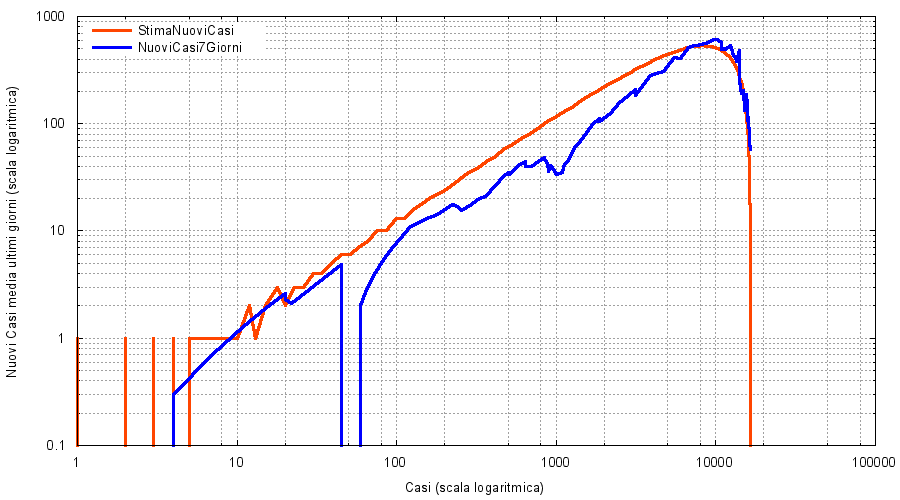 1000
StimaNuoviCasi
NuoviCasi7Giorni
100
10
1
0.1
Nuovi Casi media ultimi giorni (scala logaritmica)
1 10 100 1000 10000 100000
Casi (scala logaritmica)